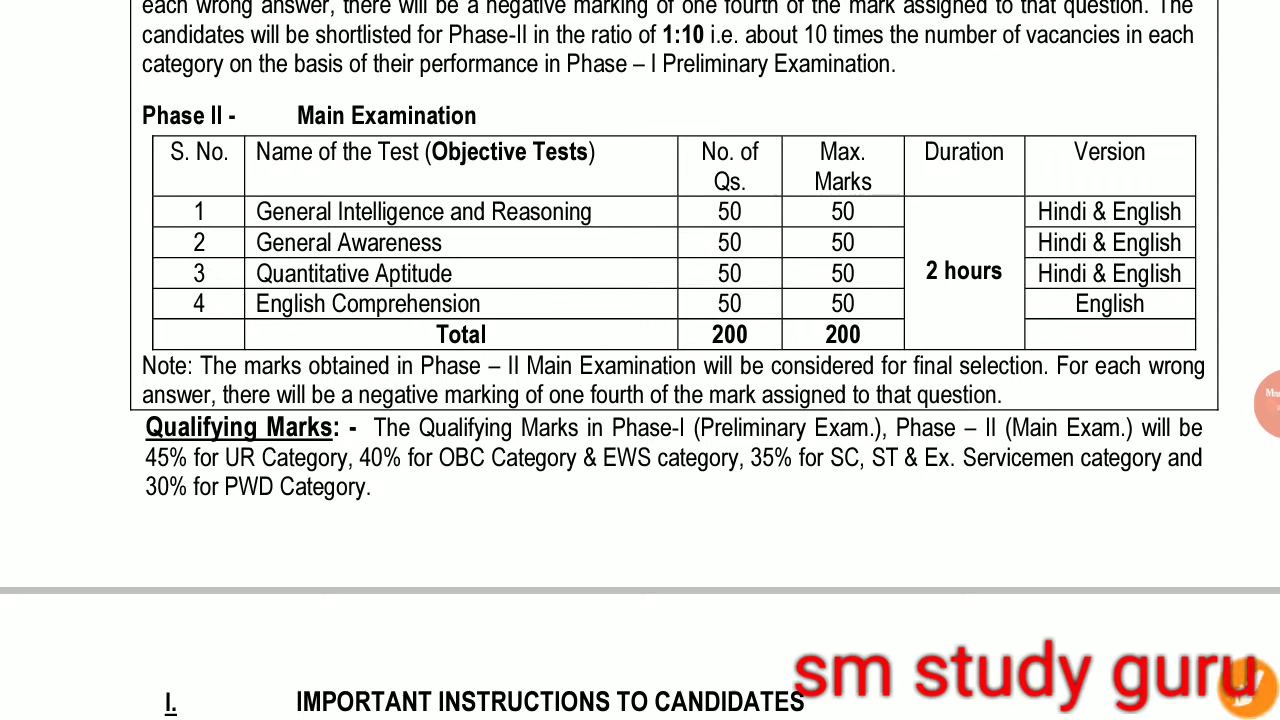 each wrong answer, there will be a negative marking of one fourth of the mark assigned to that question. The
candidates will be shortlisted for Phase-II in the ratio of 1:10 i.e. about 10 times the number of vacancies in each
category on the basis of their performance in Phase – I Preliminary Examination.
Phase II - Main Examination
S. No. Name of the Test (Objective Tests) No. of Qs. Max. Marks Duration Version
1 General Intelligence and Reasoning 50 50 2 hours Hindi & English
2 General Awareness 50 50 Hindi & English
3 Quantitative Aptitude 50 50 Hindi & English
4 English Comprehension 50 50 English
Total 200 200
Note: The marks obtained in Phase – II Main Examination will be considered for final selection. For each wrong
answer, there will be a negative marking of one fourth of the mark assigned to that question.
Qualifying Marks: - The Qualifying Marks in Phase-I (Preliminary Exam.), Phase – II (Main Exam.) will be
45% for UR Category, 40% for OBC Category & EWS category, 35% for SC, ST & Ex. Servicemen category and
30% for PWD Category.
sm study guru
I. IMPORTANT INSTRUCTIONS TO CANDIDATES